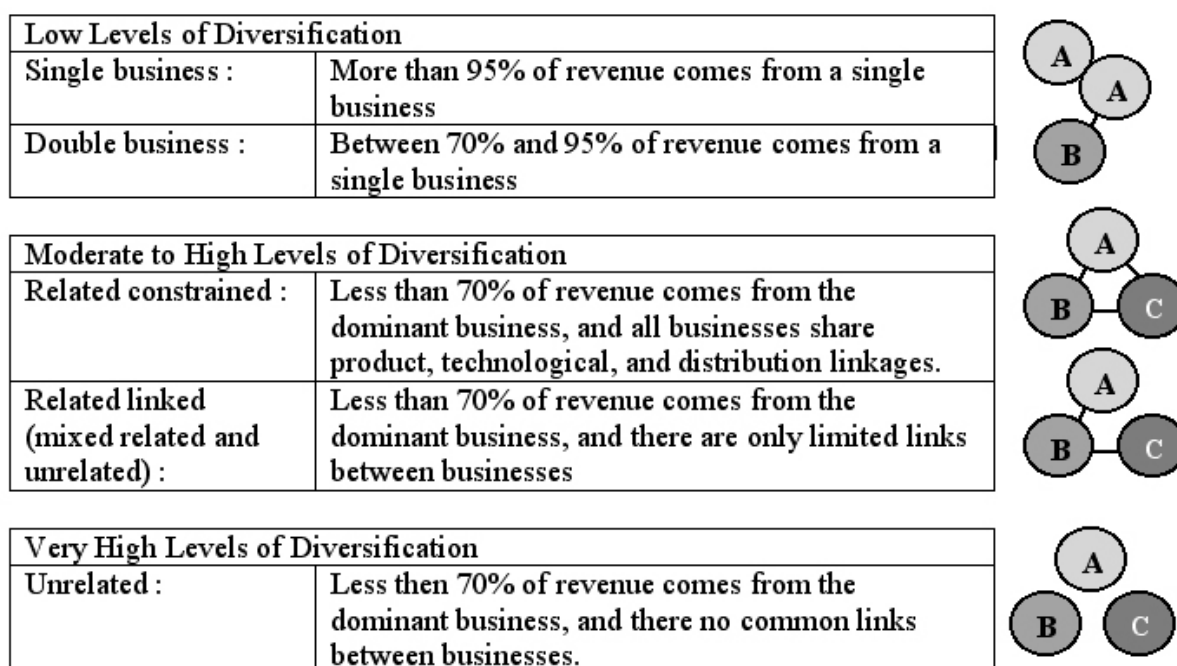 Low Levels of Diversification
Single business :
More than 95% of revenue comes from a single
business
Double business :
Between 70% and 95% of revenue comes from a
single business
A
A
B
Moderate to High Levels of Diversification
Related constrained :
Less than 70% of revenue comes from the
dominant business, and all businesses share
product, technological, and distribution linkages.
A
B
C
Related linked
(mixed related and
unrelated) :
Less than 70% of revenue comes from the
dominant business, and there are only limited links
between businesses
A
B
C
Very High Levels of Diversification
Unrelated :
Less then 70% of revenue comes from the
dominant business, and there no common links
between businesses.
A
B
C